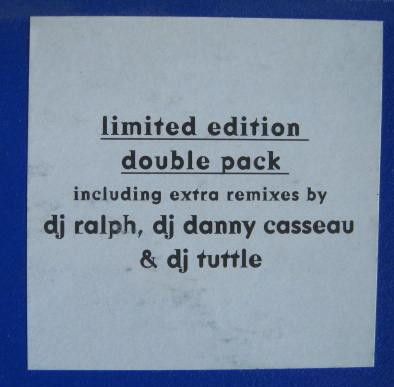 limited edition
double pack
including extra remixes by
dj ralph, dj danny casseau
& dj tuttle